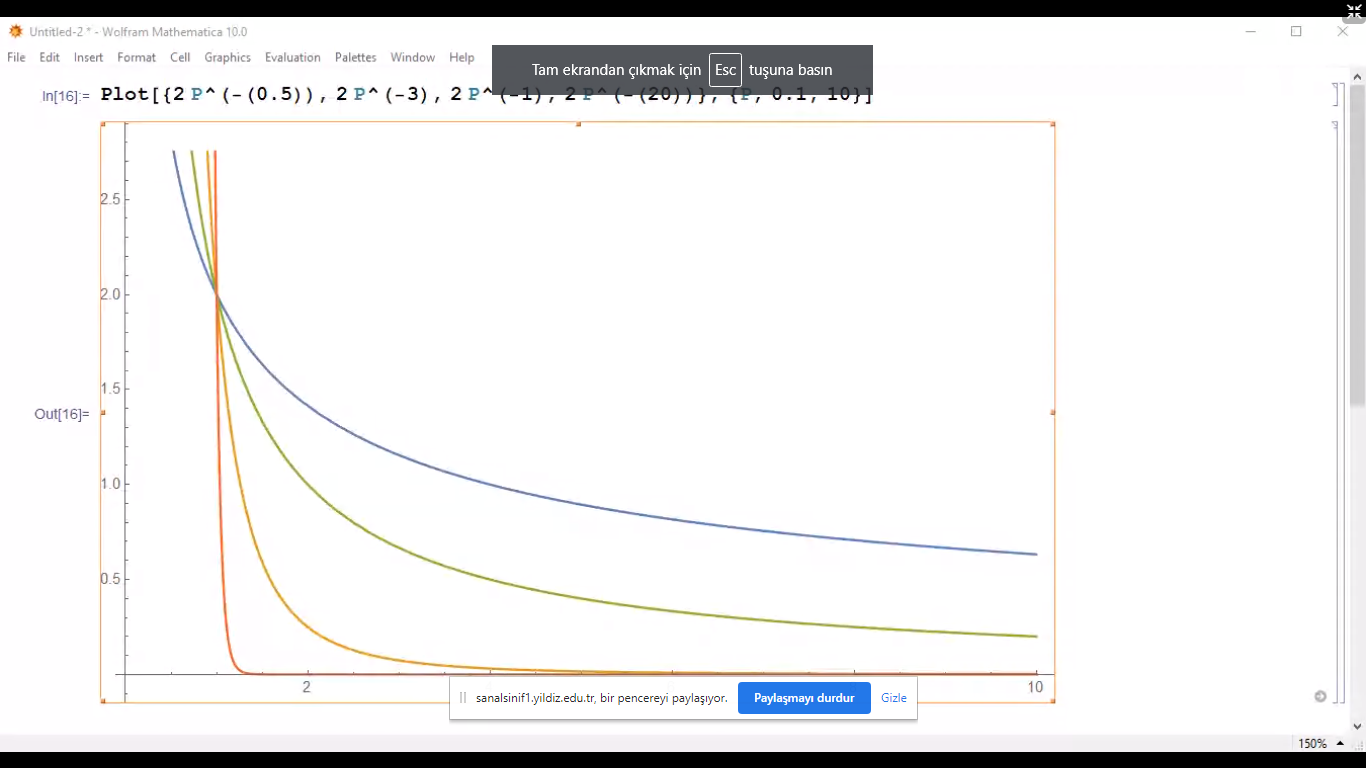 Untitled-2 * - Wolfram Mathematica 10.0
File Edit Insert Format Cell Graphics Evaluation Palettes Window Help
Tam ekrandan çıkmak için Esc tuşuna basın
In[16]:= Plot[{2 P^(-(0.5)), 2 P^(-3), 2 P^(-1), 2 P^(-(20))}, {P, 0.1, 10}]
2.5
2.0
1.5
Out[16]=
1.0
0.5
2
10
sanalsinif1.yildiz.edu.tr, bir pencereyi paylaşıyor. Paylaşmayı durdur Gizle
150%